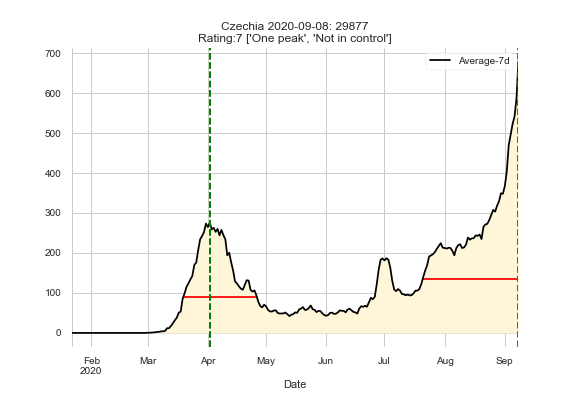 Czechia 2020-09-08: 29877
Rating:7 ['One peak', 'Not in control']
Average-7d
700
600
500
400
300
200
100
0
Feb
2020
Mar
Apr
May
Jun
Jul
Aug
Sep
Date